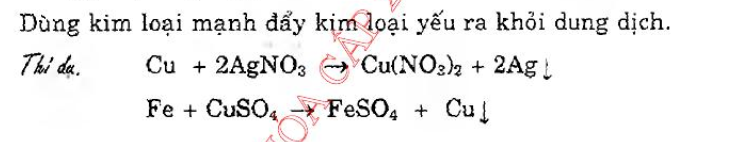 Dùng kim loại mạnh đẩy kim loại yếu ra khỏi dung dịch.
Thí dụ. Cu + 2AgNO₃ → Cu(NO₃)₂ + 2Ag↓
Fe + CuSO₄ → FeSO₄ + Cu↓